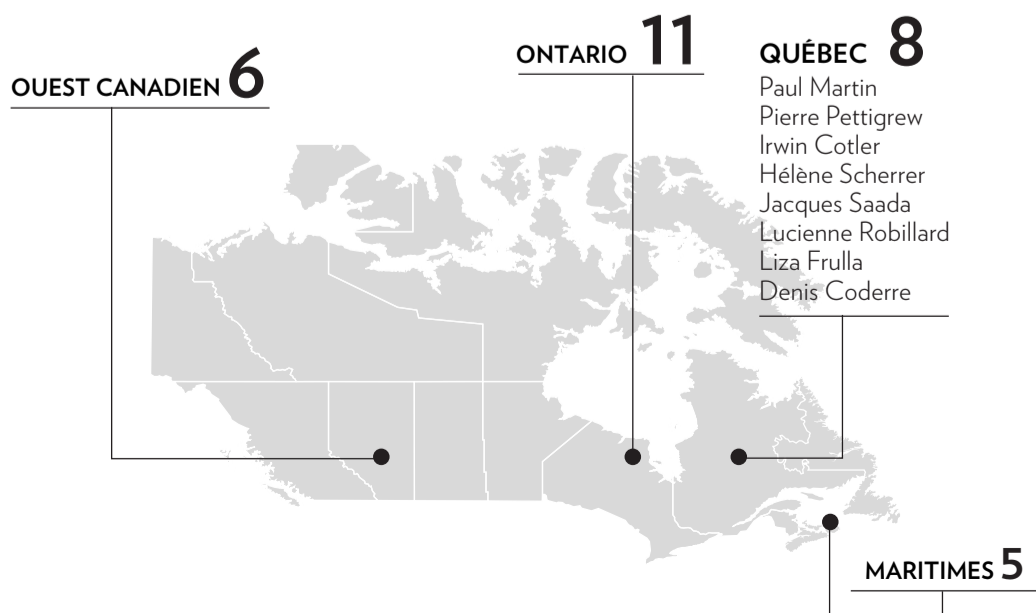 OUEST CANADIEN 6
ONTARIO 11
QUÉBEC 8
Paul Martin
Pierre Pettigrew
Irwin Cotler
Hélène Scherrer
Jacques Saada
Lucienne Robillard
Liza Frulla
Denis Coderre
MARITIMES 5